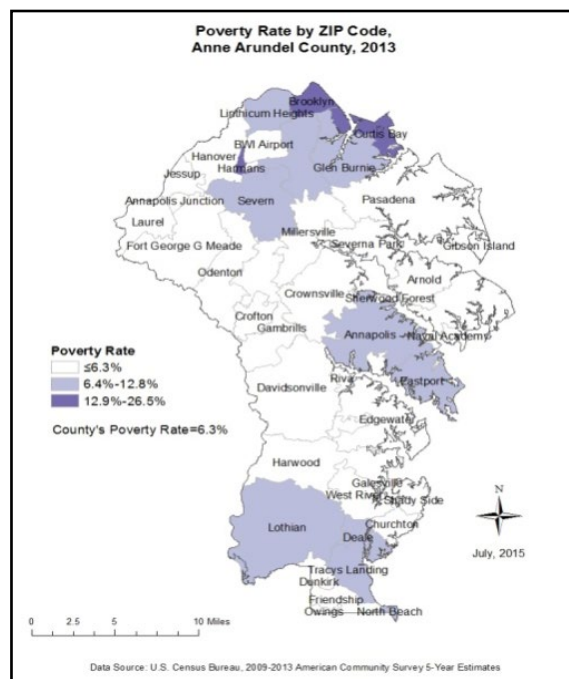 Poverty Rate by ZIP Code,
Anne Arundel County, 2013
Brooklyn
Linthicum Heights
Curtis Bay
BWI Airport
Hanover
Glen Burnie
Harmans
Jessup
Pasadena
Annapolis Junction
Severn
Laurel
Millersville
Fort George G Meade
Severna Park
Gibson Island
Odenton
Arnold
Crownsville
Sherwood Forest
Crofton
Gambrills
Annapolis
Naval Academy
Poverty Rate
≤6.3%
6.4%-12.8%
12.9%-26.5%
County's Poverty Rate=6.3%
Riva
Eastport
Davidsonville
Edgewater
Harwood
Galesville
West River
Shady Side
N
Lothian
Churchton
Deale
July, 2015
Tracys Landing
Dunkirk
Friendship
Owings
North Beach
0 2.5 5 10 Miles
Data Source: U.S. Census Bureau, 2009-2013 American Community Survey 5-Year Estimates